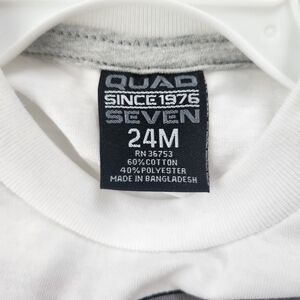 QUAD
SINCE 1976
SEVEN
24M
RN 36753
60% COTTON
40% POLYESTER
MADE IN BANGLADESH